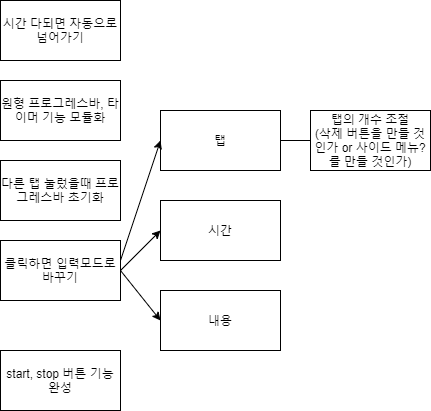 시간 다되면 자동으로
넘어가기
원형 프로그레스바, 타
이머 기능 모듈화
다른 탭 눌렀을때 프로
그레스바 초기화
클릭하면 입력모드로
바꾸기
start, stop 버튼 기능
완성
탭
시간
내용
탭의 개수 조절
(삭제 버튼을 만들 것
인가 or 사이드 메뉴?
를 만들 것인가)